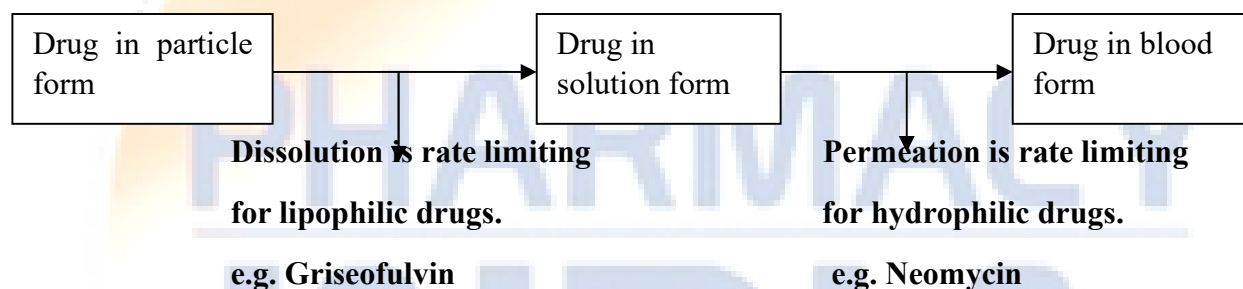 Drug in particle
form
Drug in
solution form
Drug in blood
form
Dissolution is rate limiting
for lipophilic drugs.
e.g. Griseofulvin
Permeation is rate limiting
for hydrophilic drugs.
e.g. Neomycin
PHARMACY